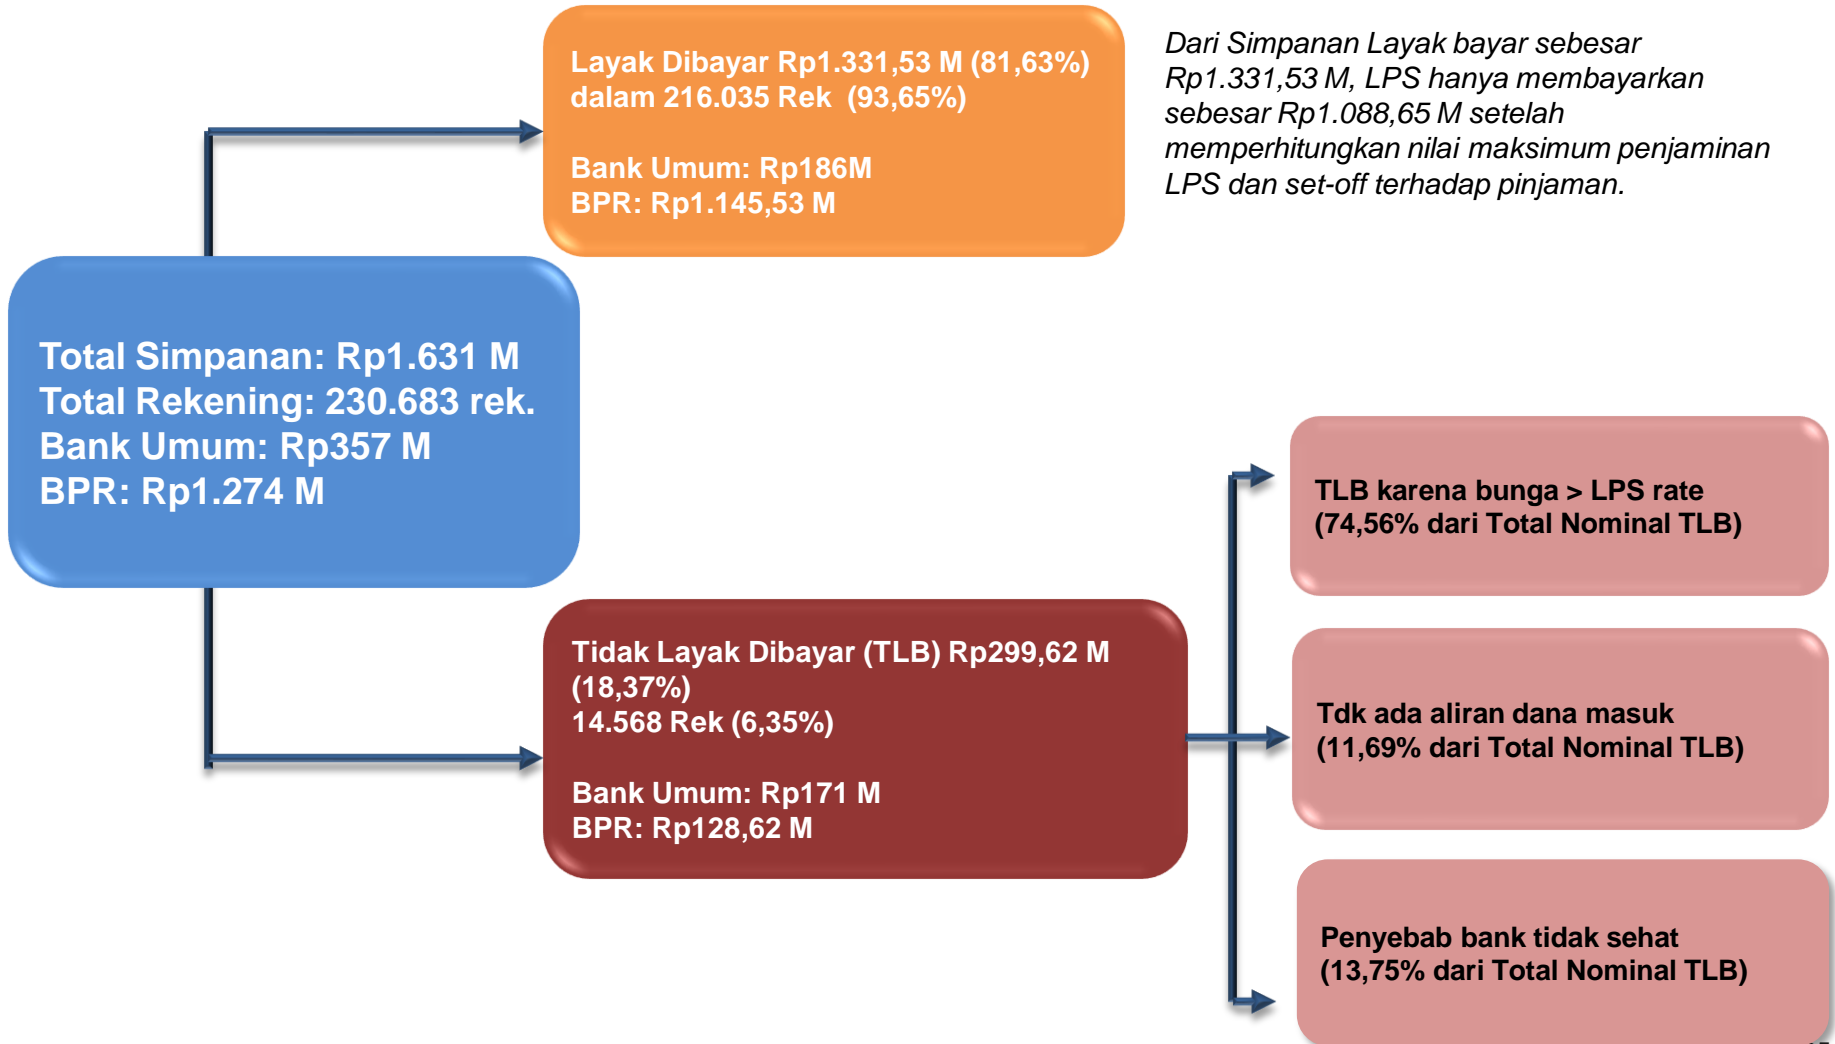 Layak Dibayar Rp1.331,53 M (81,63%)
dalam 216.035 Rek  (93,65%)
Bank Umum: Rp186M
BPR: Rp1.145,53 M
Dari Simpanan Layak bayar sebesar
Rp1.331,53 M, LPS hanya membayarkan
sebesar Rp1.088,65 M setelah
memperhitungkan nilai maksimum penjaminan
LPS dan set-off terhadap pinjaman.
Total Simpanan: Rp1.631 M
Total Rekening: 230.683 rek.
Bank Umum: Rp357 M
BPR: Rp1.274 M
Tidak Layak Dibayar (TLB) Rp299,62 M
(18,37%)
14.568 Rek (6,35%)
Bank Umum: Rp171 M
BPR: Rp128,62 M
TLB karena bunga > LPS rate
(74,56% dari Total Nominal TLB)
Tdk ada aliran dana masuk
(11,69% dari Total Nominal TLB)
Penyebab bank tidak sehat
(13,75% dari Total Nominal TLB)